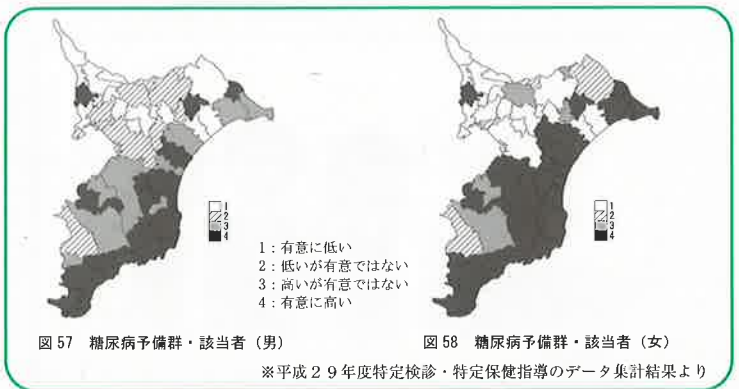 1
2
3
4
1：有意に低い
2：低いが有意ではない
3：高いが有意ではない
4：有意に高い
1
2
3
4
図57 糖尿病予備群・該当者（男）
図58 糖尿病予備群・該当者（女）
※平成２９年度特定検診・特定保健指導のデータ集計結果より